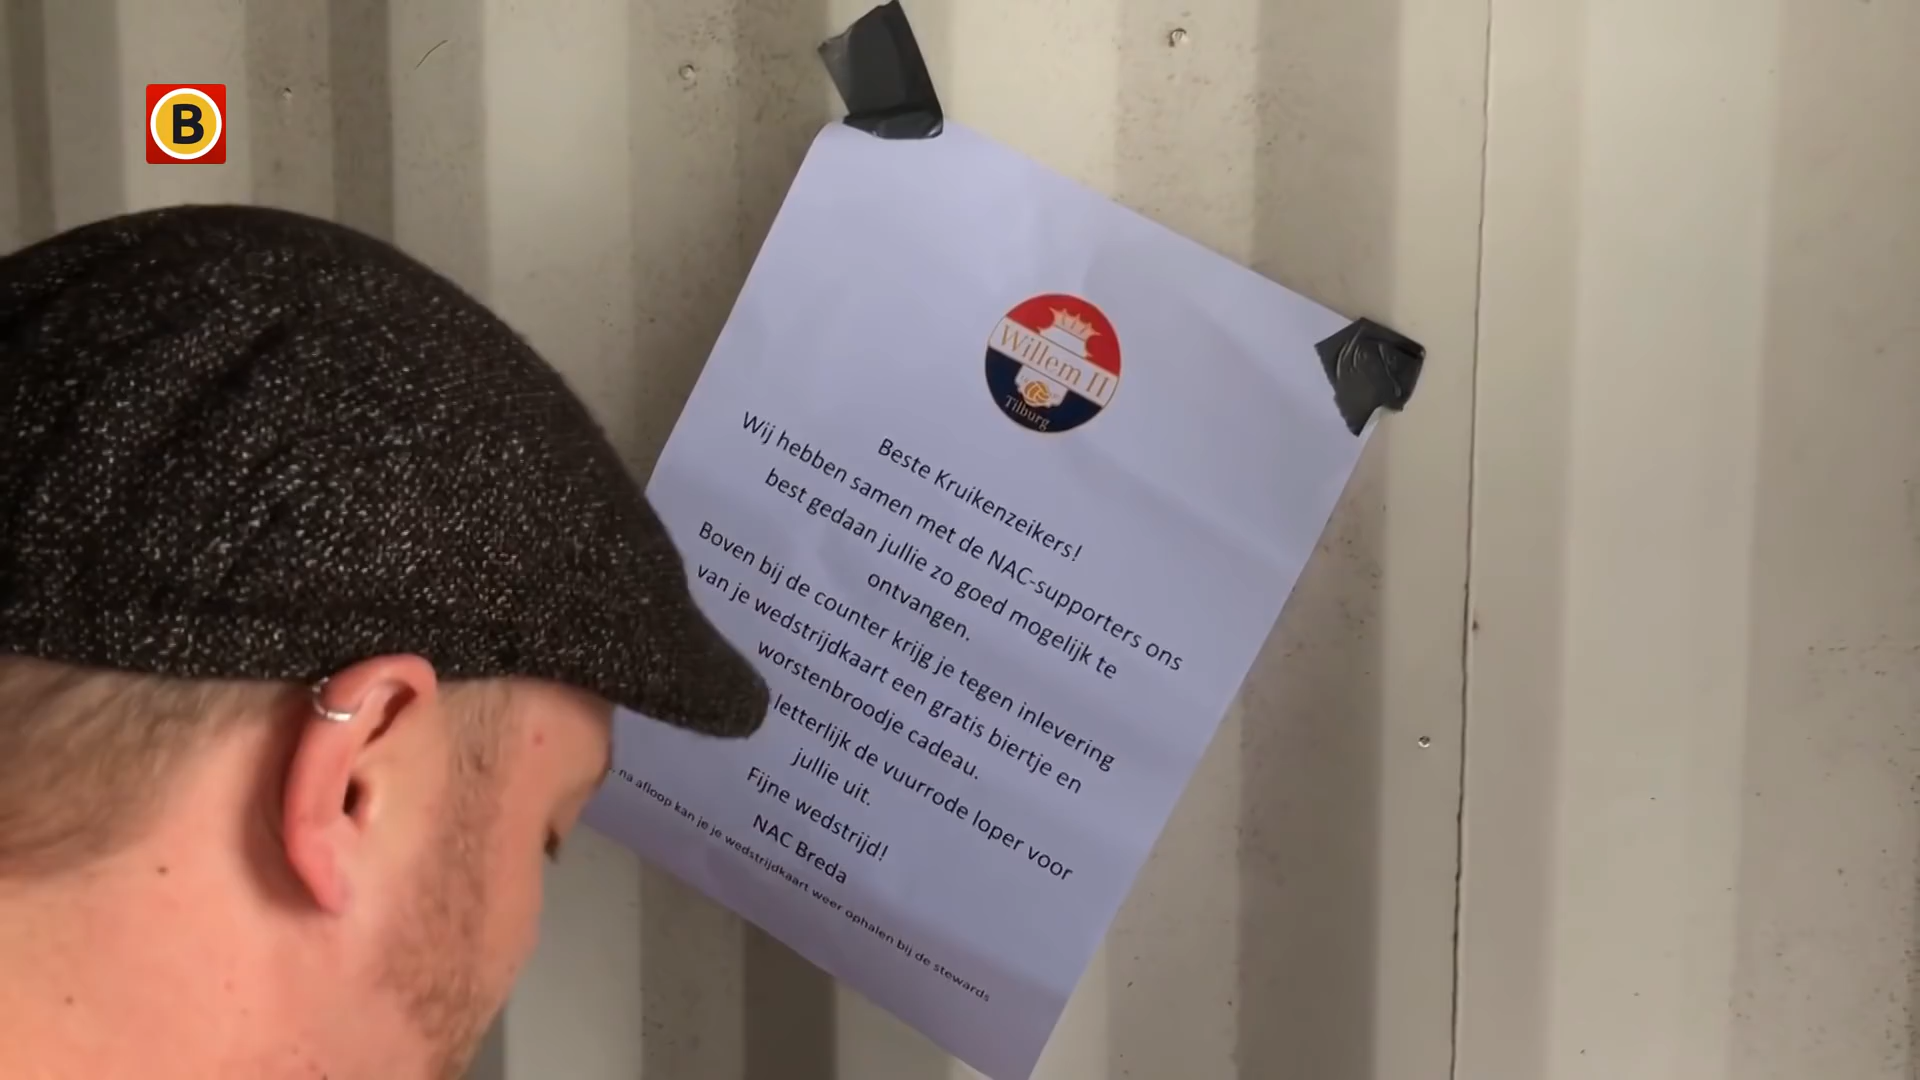 B
Willem II
Tilburg
Beste Kruikenzeikers!
Wij hebben samen met de NAC-supporters ons
best gedaan jullie zo goed mogelijk te
ontvangen.
Boven bij de counter krijg je tegen inlevering
van je wedstrijdkaart een gratis biertje en
worstenbroodje cadeau.
letterlijk de vuurrode loper voor
jullie uit.
Fijne wedstrijd!
NAC Breda
na afloop kan je je wedstrijdkaart weer ophalen bij de stewards